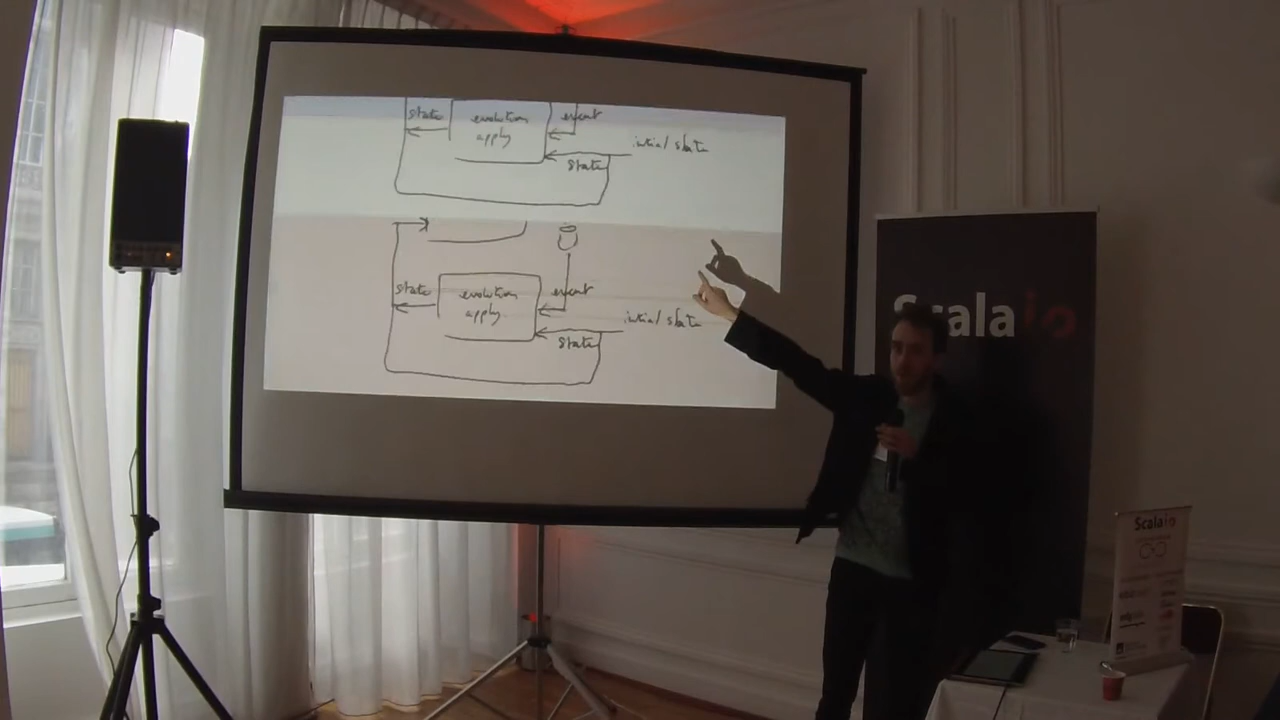 state
evolution
apply
event
initial state
state
state
evolution
apply
event
initial state
state
Scala io
Scala io